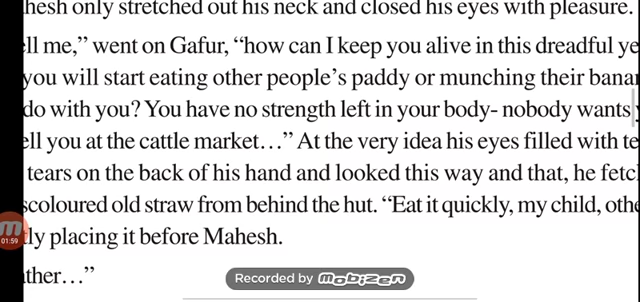 hesh only stretched out his neck and closed his eyes with pleasure.
ll me,” went on Gafur, “how can I keep you alive in this dreadful ye
you will start eating other people’s paddy or munching their bana
do with you? You have no strength left in your body- nobody wants
ell you at the cattle market…” At the very idea his eyes filled with te
tears on the back of his hand and looked this way and that, he fetc
scoloured old straw from behind the hut. “Eat it quickly, my child, oth
tly placing it before Mahesh.
01:59
ther…”
Recorded by mobizen